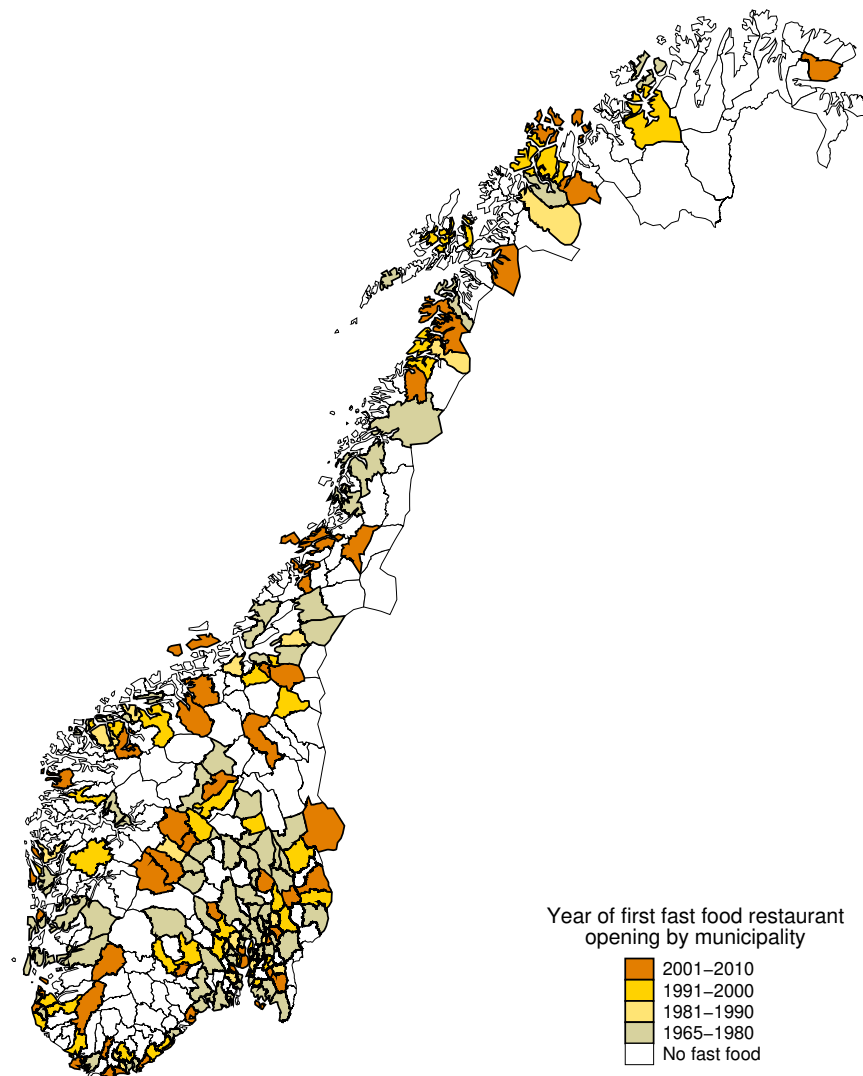 Year of first fast food restaurant
opening by municipality
2001−2010
1991−2000
1981−1990
1965−1980
No fast food